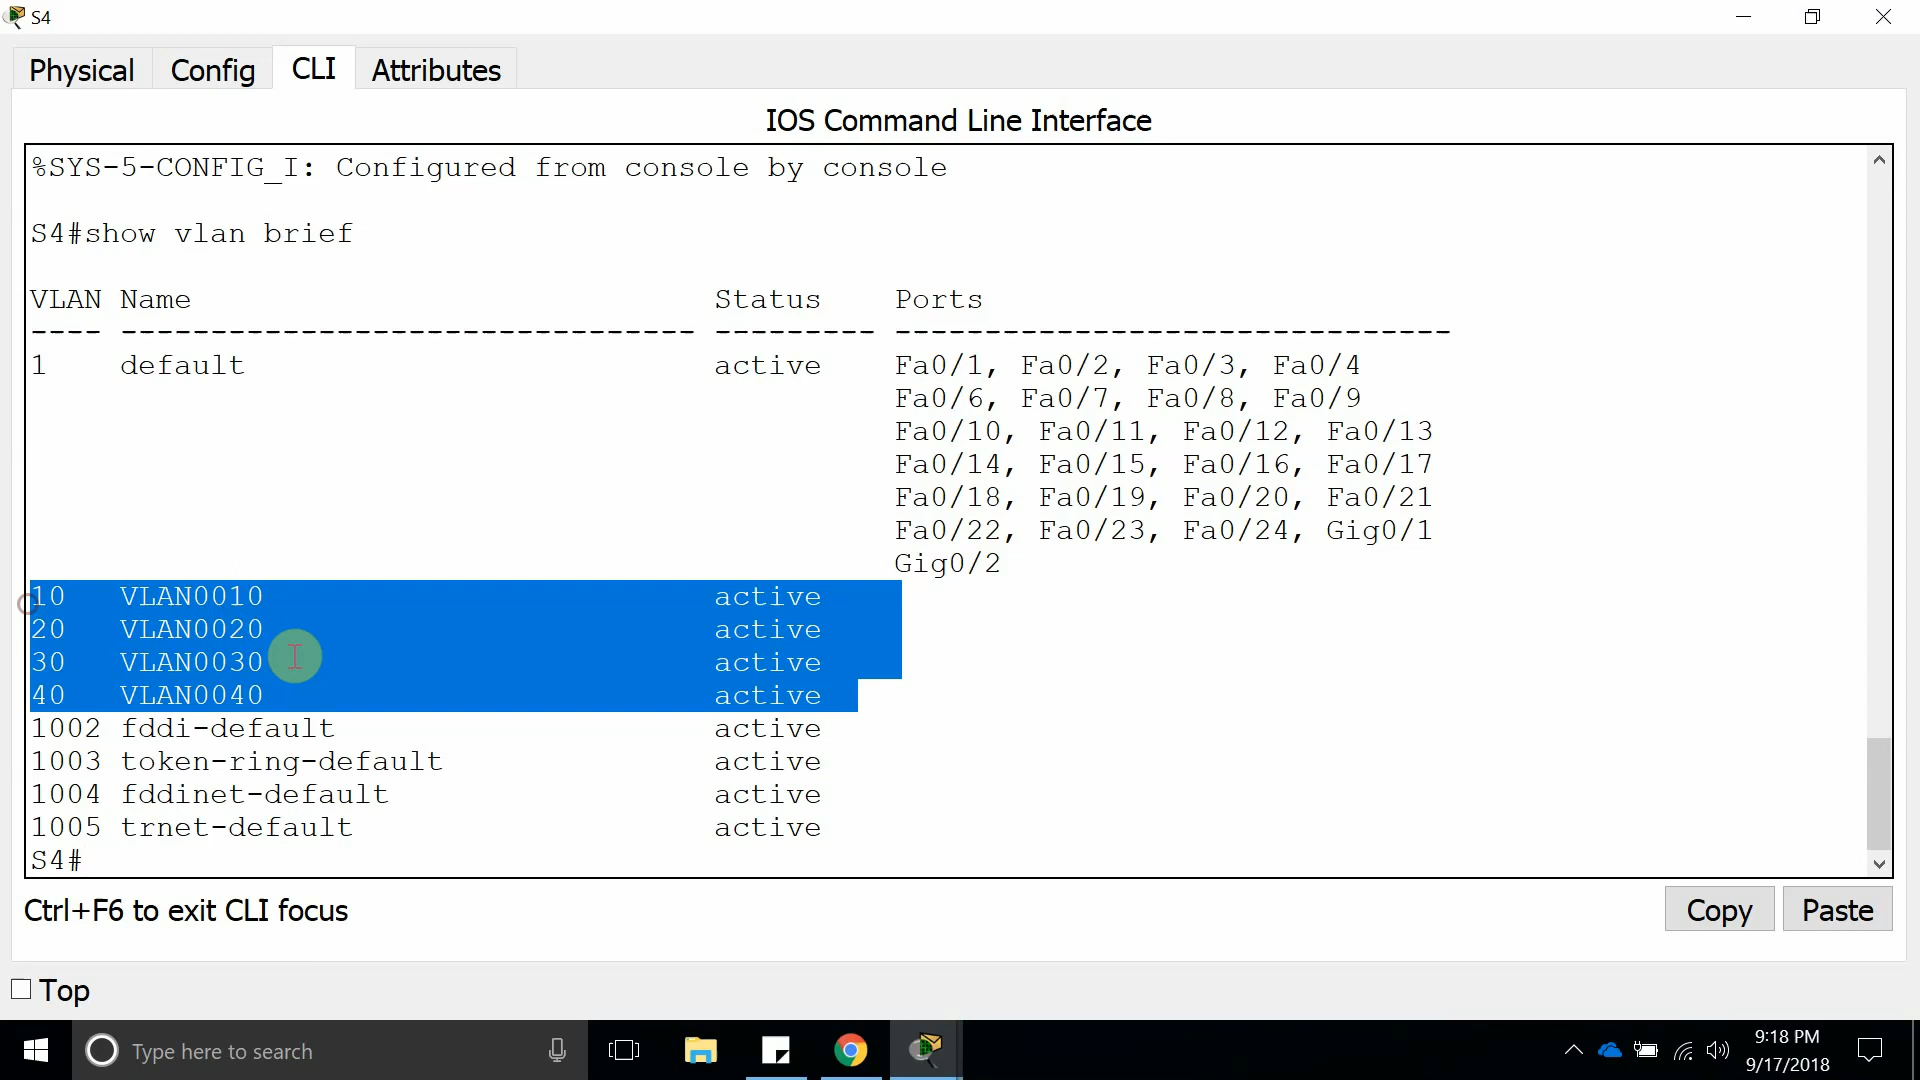 S4
Physical Config CLI Attributes
IOS Command Line Interface
%SYS-5-CONFIG_I: Configured from console by console
S4#show vlan brief
VLAN Name Status Ports
---- -------------------------------- --------- -------------------------------
1 default active Fa0/1, Fa0/2, Fa0/3, Fa0/4
Fa0/6, Fa0/7, Fa0/8, Fa0/9
Fa0/10, Fa0/11, Fa0/12, Fa0/13
Fa0/14, Fa0/15, Fa0/16, Fa0/17
Fa0/18, Fa0/19, Fa0/20, Fa0/21
Fa0/22, Fa0/23, Fa0/24, Gig0/1
Gig0/2
10 VLAN0010 active
20 VLAN0020 active
30 VLAN0030 active
40 VLAN0040 active
1002 fddi-default active
1003 token-ring-default active
1004 fddinet-default active
1005 trnet-default active
S4#
Ctrl+F6 to exit CLI focus
Copy Paste
Top
Type here to search
9:18 PM
9/17/2018